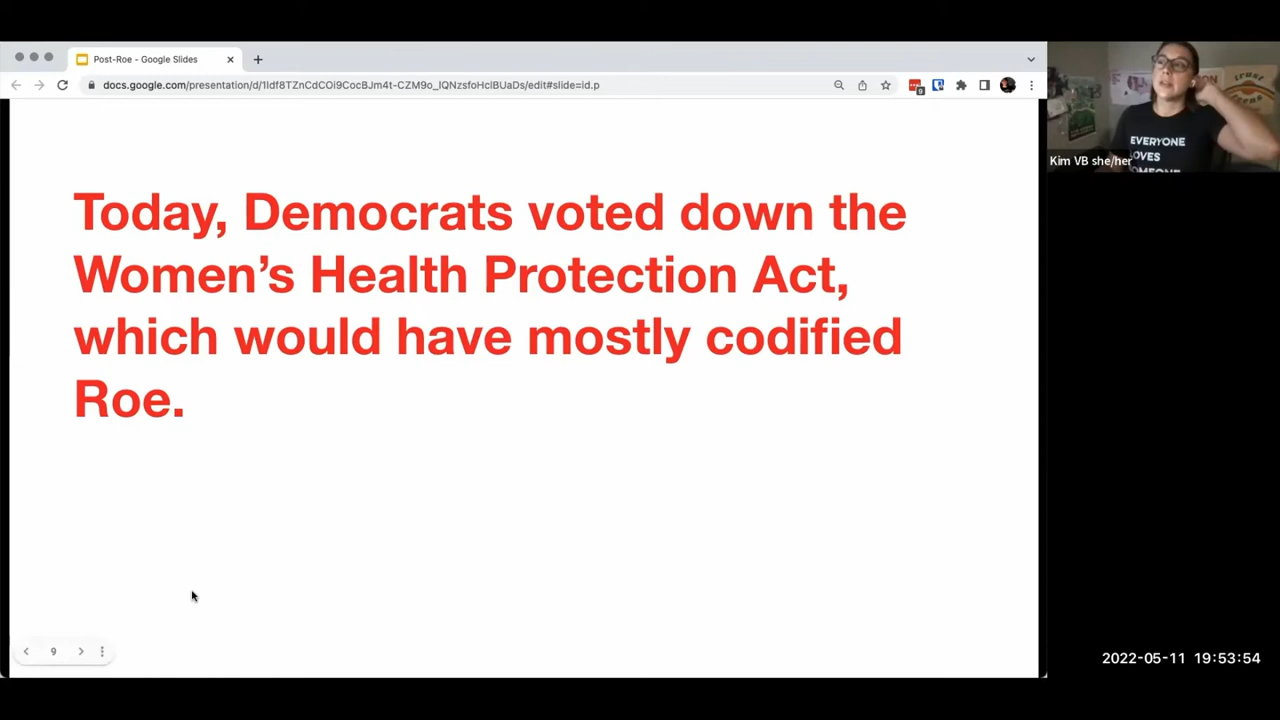 Post-Roe - Google Slides
docs.google.com/presentation/d/1ldf8TZnCdCOi9CocBJm4t-CZM9o_lQNzsfoHclBUaDs/edit#slide=id.p
Today, Democrats voted down the
Women’s Health Protection Act,
which would have mostly codified
Roe.
9
EVERYONE
LOVES
SOMEONE
Kim VB she/her
2022-05-11 19:53:54